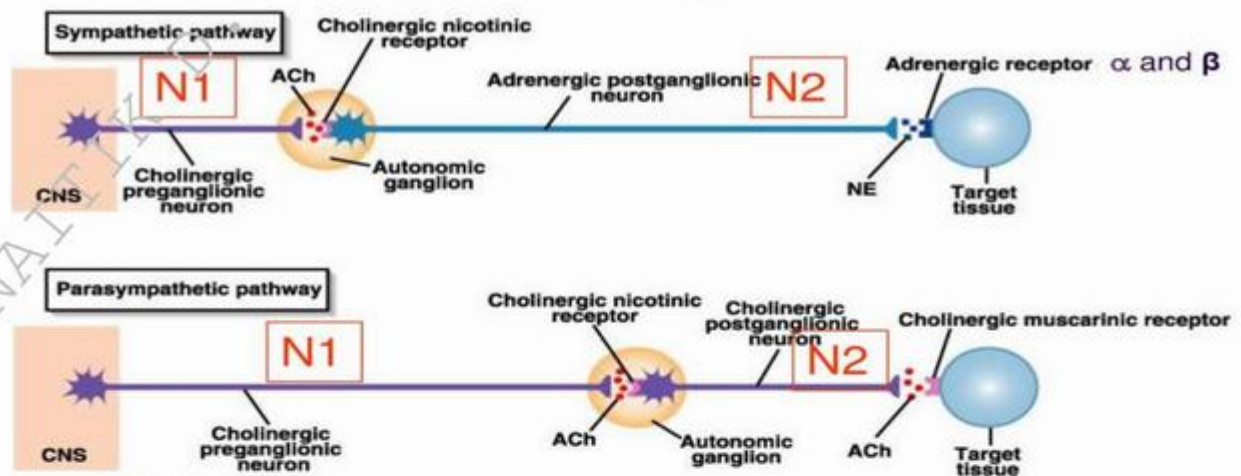 Sympathetic pathway
Cholinergic nicotinic
receptor
N1
ACh
Adrenergic postganglionic
neuron
N2
Adrenergic receptor α and β
CNS
Cholinergic
preganglionic
neuron
Autonomic
ganglion
NE
Target
tissue
Parasympathetic pathway
Cholinergic nicotinic
receptor
Cholinergic
postganglionic
neuron
Cholinergic muscarinic receptor
N1
N2
CNS
Cholinergic
preganglionic
neuron
ACh
Autonomic
ganglion
ACh
Target
tissue